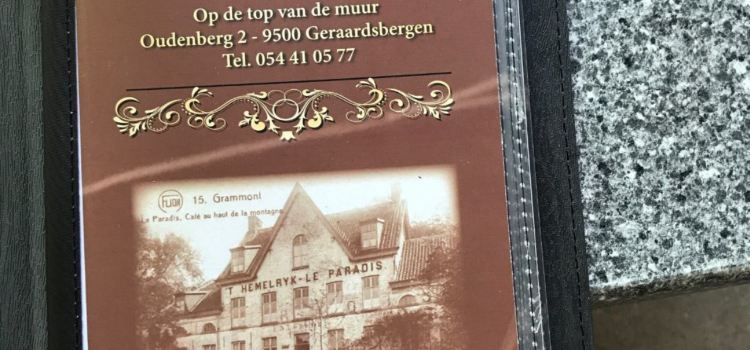 Op de top van de muur
Oudenberg 2 - 9500 Geraardsbergen
Tel. 054 41 05 77
15. Grammont
Le Paradis, Café au haut de la montagne
'T HEMELRYK-LE PARADIS